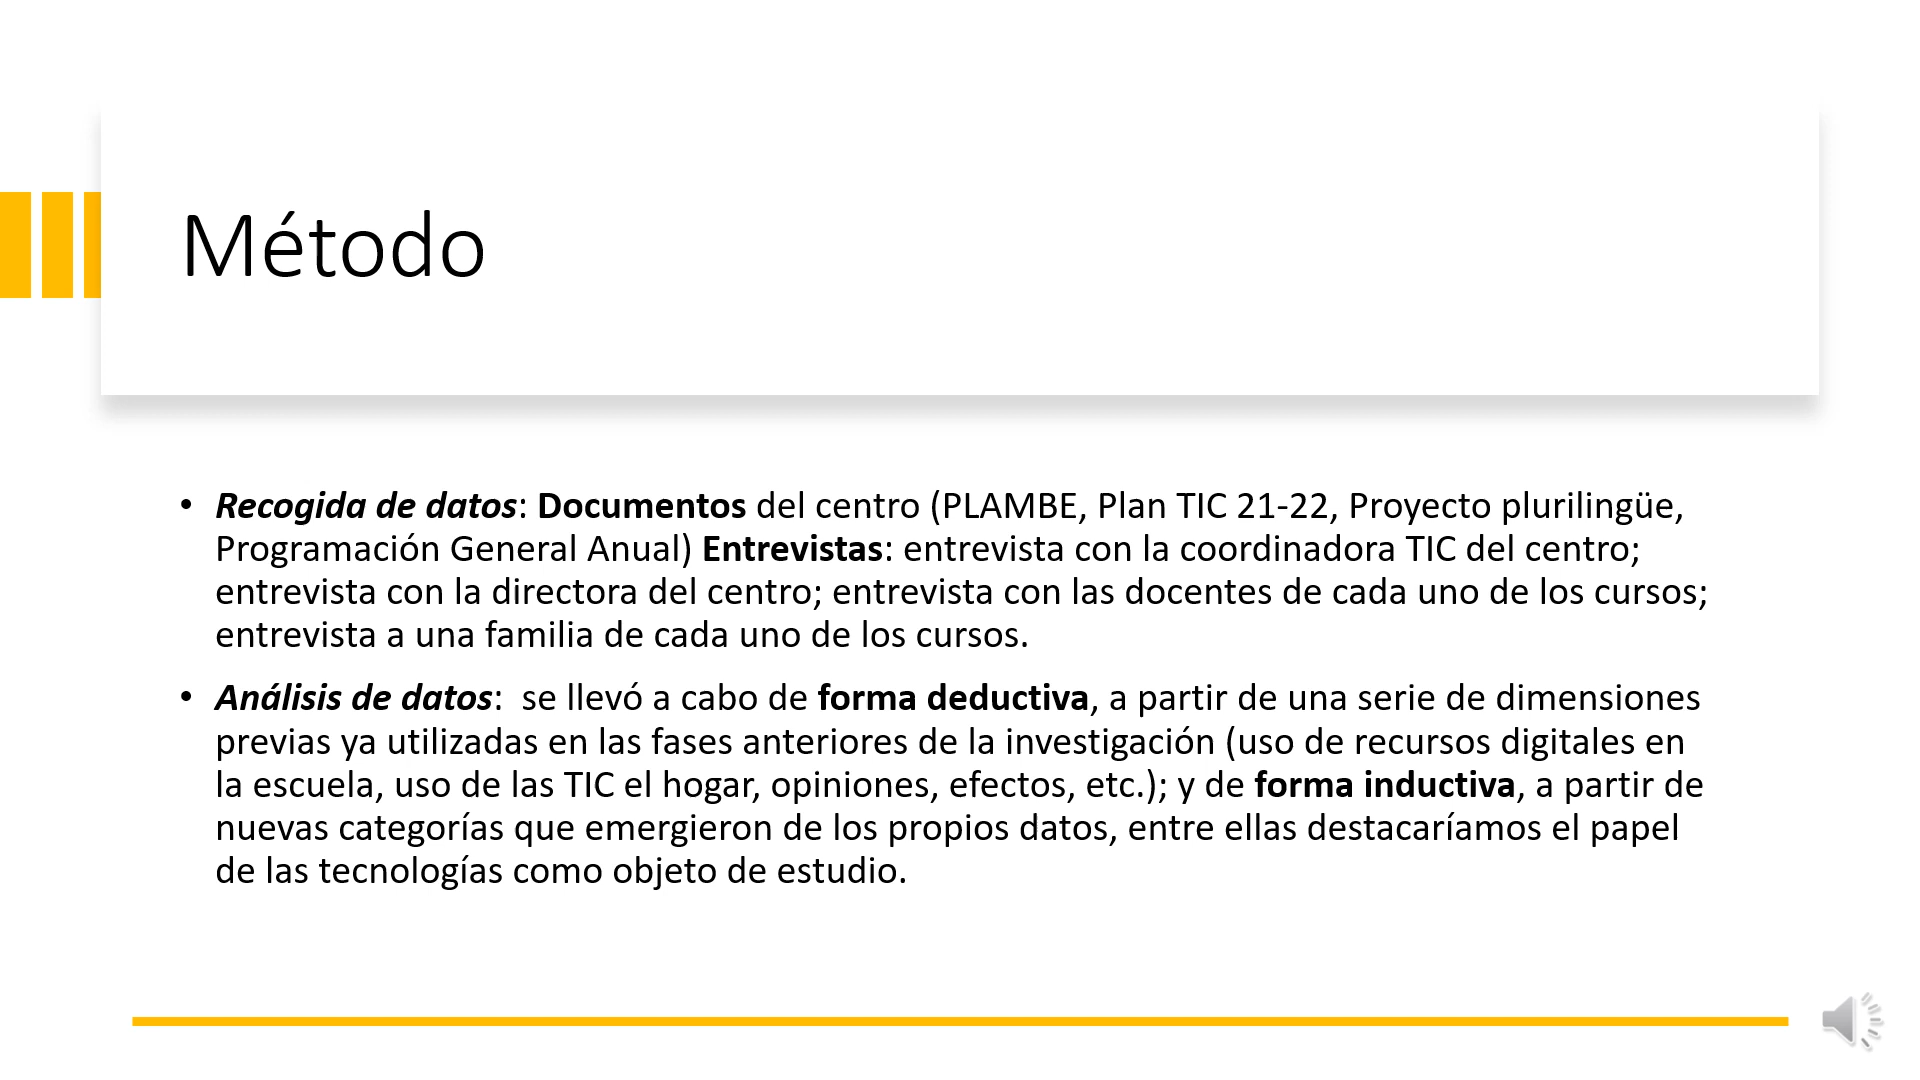 Método
• Recogida de datos: Documentos del centro (PLAMBE, Plan TIC 21-22, Proyecto plurilingüe,
Programación General Anual) Entrevistas: entrevista con la coordinadora TIC del centro;
entrevista con la directora del centro; entrevista con las docentes de cada uno de los cursos;
entrevista a una familia de cada uno de los cursos.
• Análisis de datos:  se llevó a cabo de forma deductiva, a partir de una serie de dimensiones
previas ya utilizadas en las fases anteriores de la investigación (uso de recursos digitales en
la escuela, uso de las TIC el hogar, opiniones, efectos, etc.); y de forma inductiva, a partir de
nuevas categorías que emergieron de los propios datos, entre ellas destacaríamos el papel
de las tecnologías como objeto de estudio.